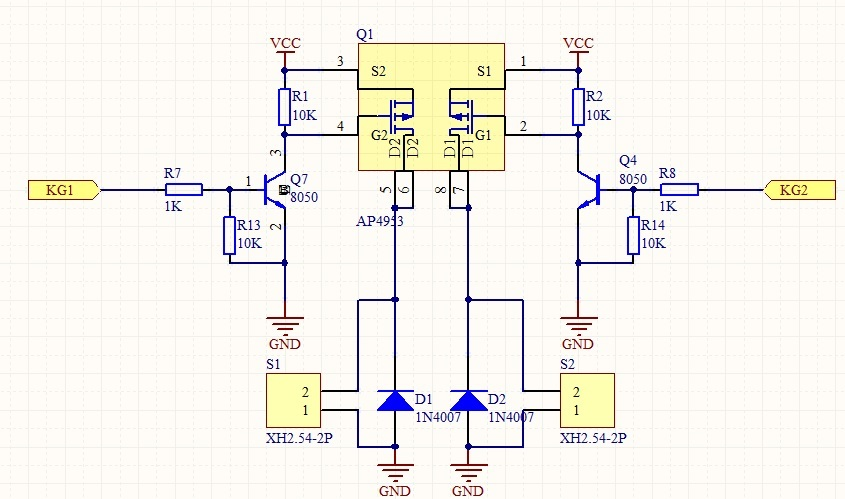 Q1
VCC
VCC
3
S2
S1
1
R1
10K
R2
10K
4
G2
D2
D2
D1
D1
G1
2
3
Q4
8050
KG1
R7
1K
1
Q7
8050
5
6
8
7
R8
1K
KG2
AP4953
R13
10K
2
R14
10K
GND
GND
S1
2
1
XH2.54-2P
D1
1N4007
D2
1N4007
S2
2
1
XH2.54-2P
GND
GND